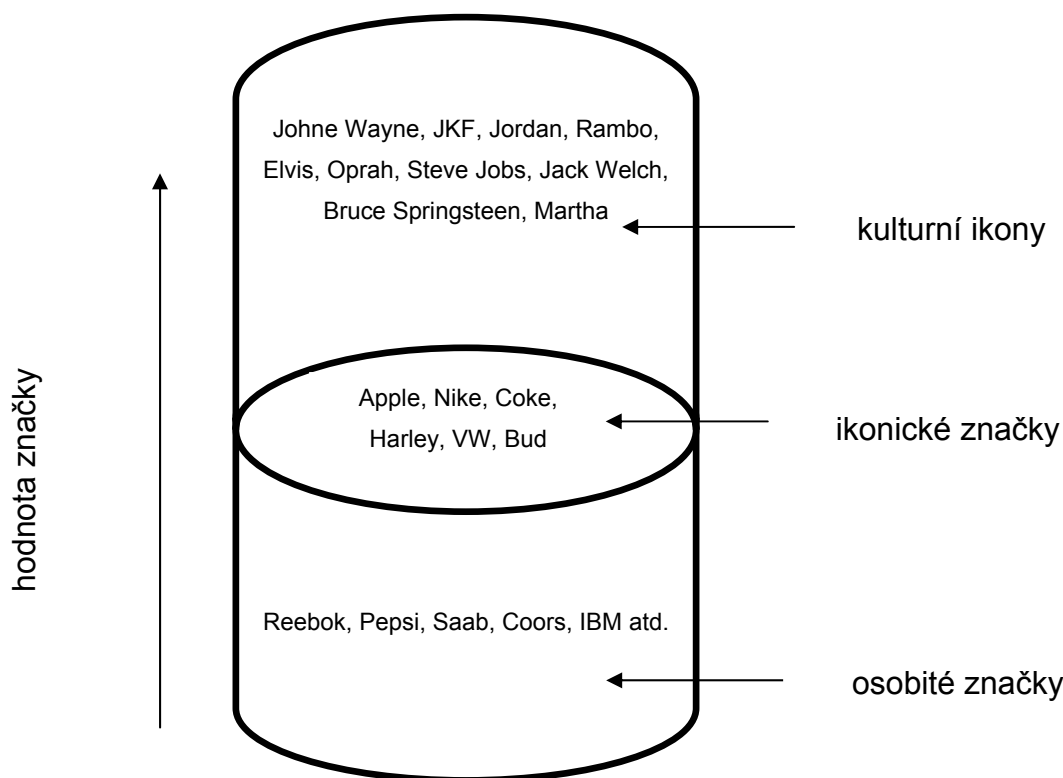 Johne Wayne, JKF, Jordan, Rambo,
Elvis, Oprah, Steve Jobs, Jack Welch,
Bruce Springsteen, Martha
kulturní ikony
Apple, Nike, Coke,
Harley, VW, Bud
ikonické značky
hodnota značky
Reebok, Pepsi, Saab, Coors, IBM atd.
osobité značky